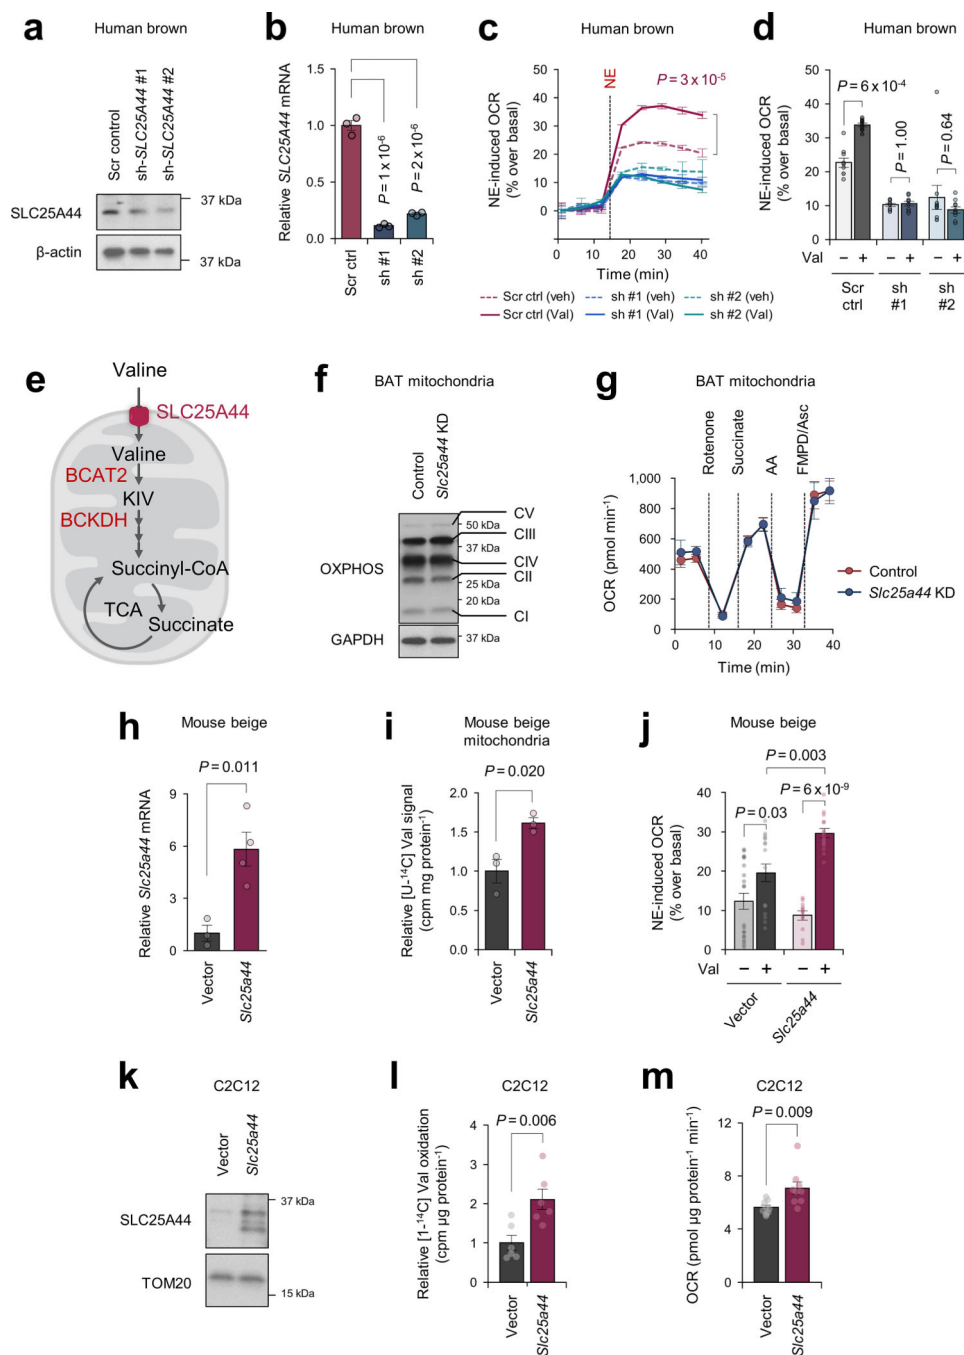 a
Human brown
Scr control
sh-SLC25A44 #1
sh-SLC25A44 #2
SLC25A44
37 kDa
β-actin
37 kDa
b
Human brown
Relative SLC25A44 mRNA
1.5
1.0
0.5
0.0
P = 1 x 10-6
P = 2 x 10-6
Scr ctrl
sh #1
sh #2
c
Human brown
NE-induced OCR
(% over basal)
50
40
30
20
10
0
NE
P = 3 x 10-5
0 10 20 30 40
Time (min)
Scr ctrl (veh)
sh #1 (veh)
sh #2 (veh)
Scr ctrl (Val)
sh #1 (Val)
sh #2 (Val)
d
Human brown
NE-induced OCR
(% over basal)
50
40
30
20
10
0
P = 6 x 10-4
P = 1.00
P = 0.64
Val − + − + − +
Scr ctrl
sh #1
sh #2
e
Valine
SLC25A44
Valine
BCAT2
KIV
BCKDH
Succinyl-CoA
TCA
Succinate
f
BAT mitochondria
Control
Slc25a44 KD
OXPHOS
50 kDa
37 kDa
25 kDa
20 kDa
CV
CIII
CIV
CII
CI
GAPDH
37 kDa
g
BAT mitochondria
Rotenone
Succinate
AA
FMPD/Asc
OCR (pmol min-1)
1,000
800
600
400
200
0
0 10 20 30 40
Time (min)
Control
Slc25a44 KD
h
Mouse beige
P = 0.011
Relative Slc25a44 mRNA
9
6
3
0
Vector
Slc25a44
i
Mouse beige
mitochondria
P = 0.020
Relative [U-14C] Val signal
(cpm mg protein-1)
2.0
1.5
1.0
0.5
0.0
Vector
Slc25a44
j
Mouse beige
P = 0.003
P = 6 x 10-9
P = 0.03
NE-induced OCR
(% over basal)
40
30
20
10
0
Val − + − +
Vector
Slc25a44
k
C2C12
Vector
Slc25a44
SLC25A44
37 kDa
TOM20
15 kDa
l
C2C12
P = 0.006
Relative [1-14C] Val oxidation
(cpm µg protein-1)
4
3
2
1
0
Vector
Slc25a44
m
C2C12
P = 0.009
OCR (pmol µg protein-1 min-1)
12
9
6
3
0
Vector
Slc25a44